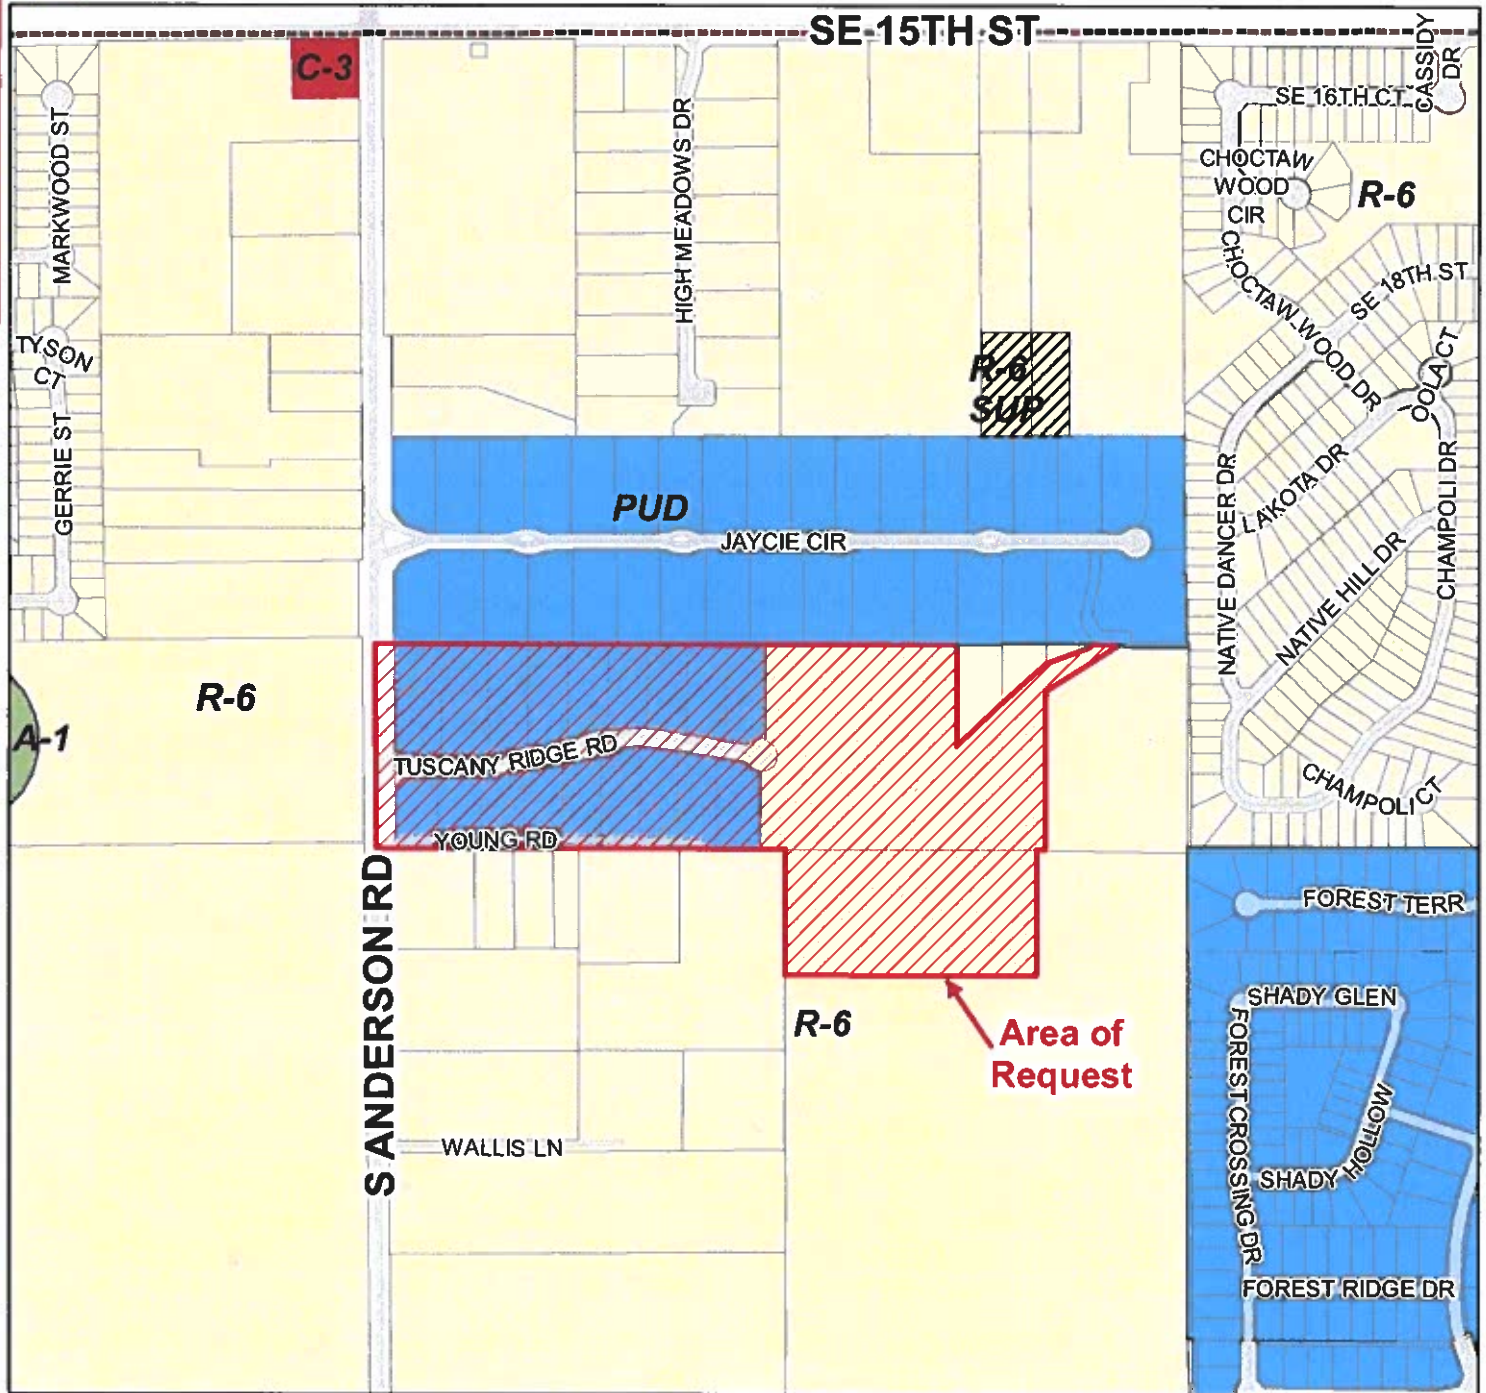 SE 15TH ST
CASSIDY
DR
C-3
SE 16TH CT
MARKWOOD ST
HIGH MEADOWS DR
CHOCTAW
WOOD
CIR
R-6
CHOCTAW WOOD DR
SE 18TH ST
TYSON
CT
R-6
SUP
OOLA CT
GERRIE ST
PUD
JAYCIE CIR
NATIVE DANCER DR
LAKOTA DR
CHAMPOLI DR
NATIVE HILL DR
R-6
A-1
TUSCANY RIDGE RD
CHAMPOLI CT
YOUNG RD
S ANDERSON RD
FOREST TERR
SHADY GLEN
R-6
Area of
Request
FOREST CROSSING DR
WALLIS LN
SHADY HOLLOW
FOREST RIDGE DR